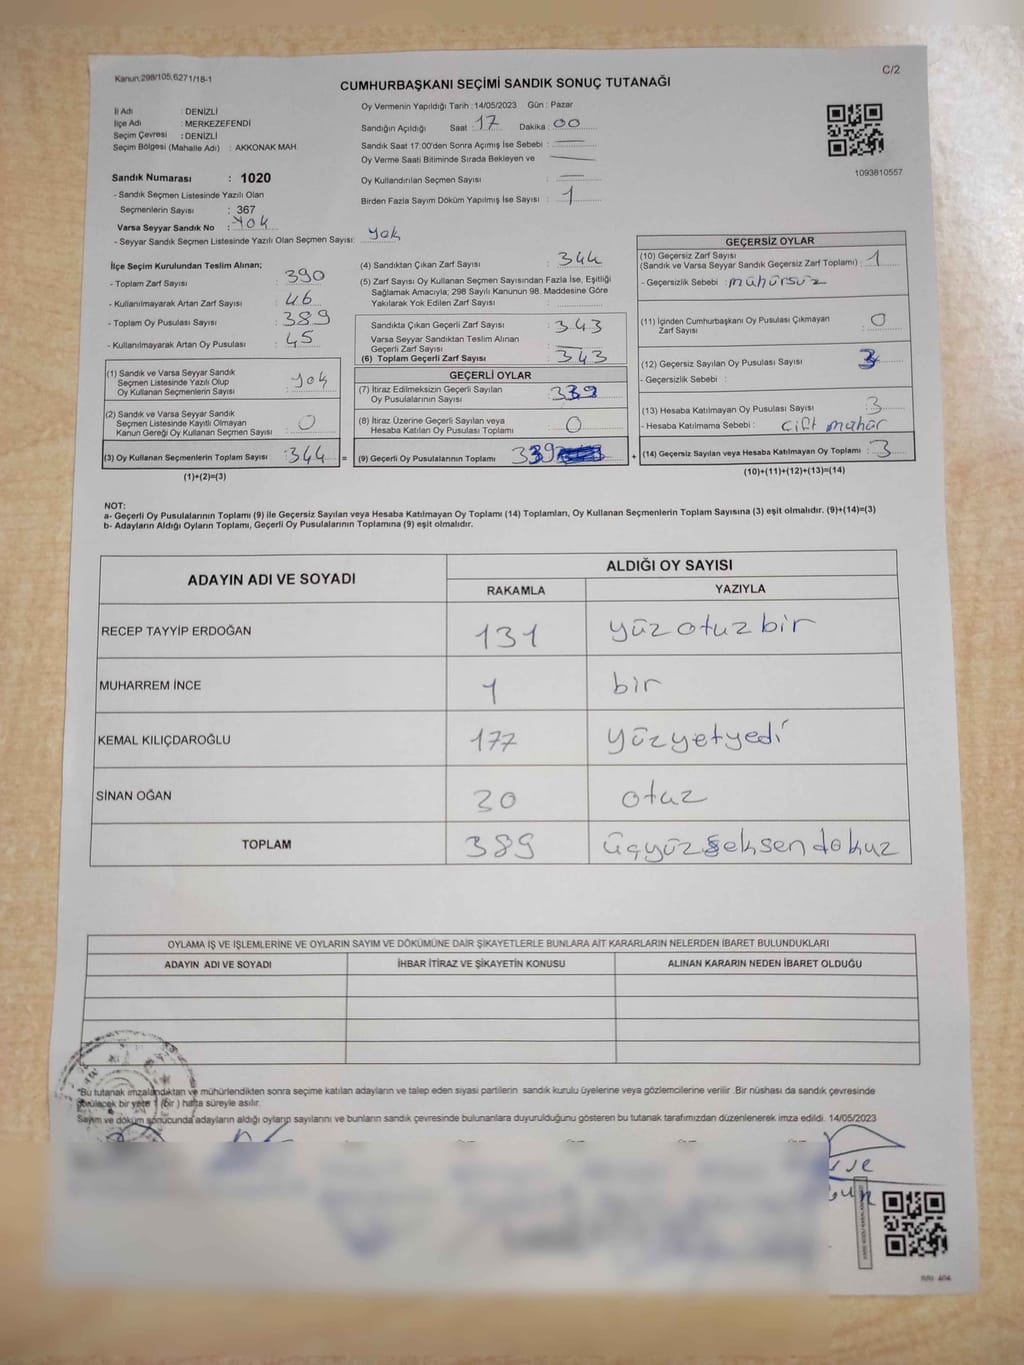 Kanun:298/105,6271/18-1
C/2
CUMHURBAŞKANI SEÇİMİ SANDIK SONUÇ TUTANAĞI
İl Adı : DENİZLİ
İlçe Adı : MERKEZEFENDİ
Seçim Çevresi : DENİZLİ
Seçim Bölgesi (Mahalle Adı) : AKKONAK MAH.
Sandık Numarası : 1020
- Sandık Seçmen Listesinde Yazılı Olan
Seçmenlerin Sayısı : 367
Varsa Seyyar Sandık No : yok
- Seyyar Sandık Seçmen Listesinde Yazılı Olan Seçmen Sayısı: yok
Oy Vermenin Yapıldığı Tarih :14/05/2023 Gün : Pazar
Sandığın Açıldığı Saat : 17 Dakika : 00
Sandık Saat 17:00'den Sonra Açımış İse Sebebi :
Oy Verme Saati Bitiminde Sırada Bekleyen ve
Oy Kullandırılan Seçmen Sayısı :
Birden Fazla Sayım Döküm Yapılmış İse Sayısı : 1
1093810557
İlçe Seçim Kurulundan Teslim Alınan;
- Toplam Zarf Sayısı : 390
- Kullanılmayarak Artan Zarf Sayısı : 46
- Toplam Oy Pusulası Sayısı : 389
- Kullanılmayarak Artan Oy Pusulası : 45
(1) Sandık ve Varsa Seyyar Sandık
Seçmen Listesinde Yazılı Olup
Oy Kullanan Seçmenlerin Sayısı : yok
(2) Sandık ve Varsa Seyyar Sandık
Seçmen Listesinde Kayıtlı Olmayan
Kanun Gereği Oy Kullanan Seçmen Sayısı : 0
(3) Oy Kullanan Seçmenlerin Toplam Sayısı : 344 =
(1)+(2)=(3)
(4) Sandıktan Çıkan Zarf Sayısı : 344
(5) Zarf Sayısı Oy Kullanan Seçmen Sayısından Fazla İse, Eşitliği
Sağlamak Amacıyla; 298 Sayılı Kanunun 98. Maddesine Göre
Yakılarak Yok Edilen Zarf Sayısı :
Sandıkta Çıkan Geçerli Zarf Sayısı : 343
Varsa Seyyar Sandıktan Teslim Alınan
Geçerli Zarf Sayısı :
(6) Toplam Geçerli Zarf Sayısı : 343
GEÇERLİ OYLAR
(7) İtiraz Edilmeksizin Geçerli Sayılan
Oy Pusulalarının Sayısı : 339
(8) İtiraz Üzerine Geçerli Sayılan veya
Hesaba Katılan Oy Pusulası Toplamı : 0
(9) Geçerli Oy Pusulalarının Toplamı : 339 +
GEÇERSİZ OYLAR
(10) Geçersiz Zarf Sayısı
(Sandık ve Varsa Seyyar Sandık Geçersiz Zarf Toplamı) : 1
- Geçersizlik Sebebi : mühürsüz
(11) İçinden Cumhurbaşkanı Oy Pusulası Çıkmayan
Zarf Sayısı : 0
(12) Geçersiz Sayılan Oy Pusulası Sayısı :
- Geçersizlik Sebebi :
(13) Hesaba Katılmayan Oy Pusulası Sayısı : 3
- Hesaba Katılmama Sebebi : çift mühür
(14) Geçersiz Sayılan veya Hesaba Katılmayan Oy Toplamı : 3
(10)+(11)+(12)+(13)=(14)
NOT:
a- Geçerli Oy Pusulalarının Toplamı (9) ile Geçersiz Sayılan veya Hesaba Katılmayan Oy Toplamı (14) Toplamları, Oy Kullanan Seçmenlerin Toplam Sayısına (3) eşit olmalıdır. (9)+(14)=(3)
b- Adayların Aldığı Oyların Toplamı, Geçerli Oy Pusulalarının Toplamına (9) eşit olmalıdır.
ADAYIN ADI VE SOYADI ALDIĞI OY SAYISI
RAKAMLA YAZIYLA
RECEP TAYYİP ERDOĞAN 131 yüz otuz bir
MUHARREM İNCE 1 bir
KEMAL KILIÇDAROĞLU 177 yüzyetyedi
SİNAN OĞAN 30 otuz
TOPLAM 389 üçyüzseksendokuz
OYLAMA İŞ VE İŞLEMLERİNE VE OYLARIN SAYIM VE DÖKÜMÜNE DAİR ŞİKAYETLERLE BUNLARA AİT KARARLARIN NELERDEN İBARET BULUNDUKLARI
ADAYIN ADI VE SOYADI İHBAR İTİRAZ VE ŞİKAYETİN KONUSU ALINAN KARARIN NEDEN İBARET OLDUĞU
"Bu tutanak imzalandıktan ve mühürlendikten sonra seçime katılan adayların ve talep eden siyasi partilerin sandık kurulu üyelerine veya gözlemcilerine verilir .Bir nüshası da sandık çevresinde
görülecek bir yere 1 (bir ) hafta süreyle asılır.
Sayım ve döküm sonucunda adayların aldığı oyların sayılarını ve bunların sandık çevresinde bulunanlara duyurulduğunu gösteren bu tutanak tarafımızdan düzenlenerek imza edildi. 14/05/2023